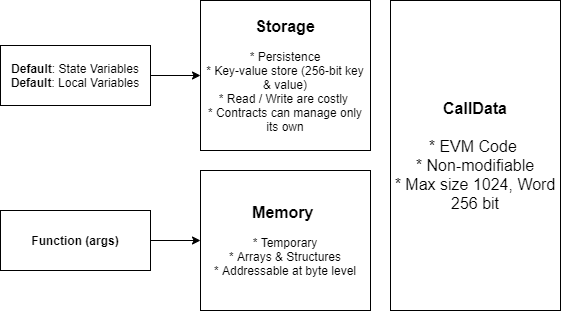 Default: State Variables
Default: Local Variables
Storage
* Persistence
* Key-value store (256-bit key
& value)
* Read / Write are costly
* Contracts can manage only
its own
Function (args)
Memory
* Temporary
* Arrays & Structures
* Addressable at byte level
CallData
* EVM Code
* Non-modifiable
* Max size 1024, Word
256 bit